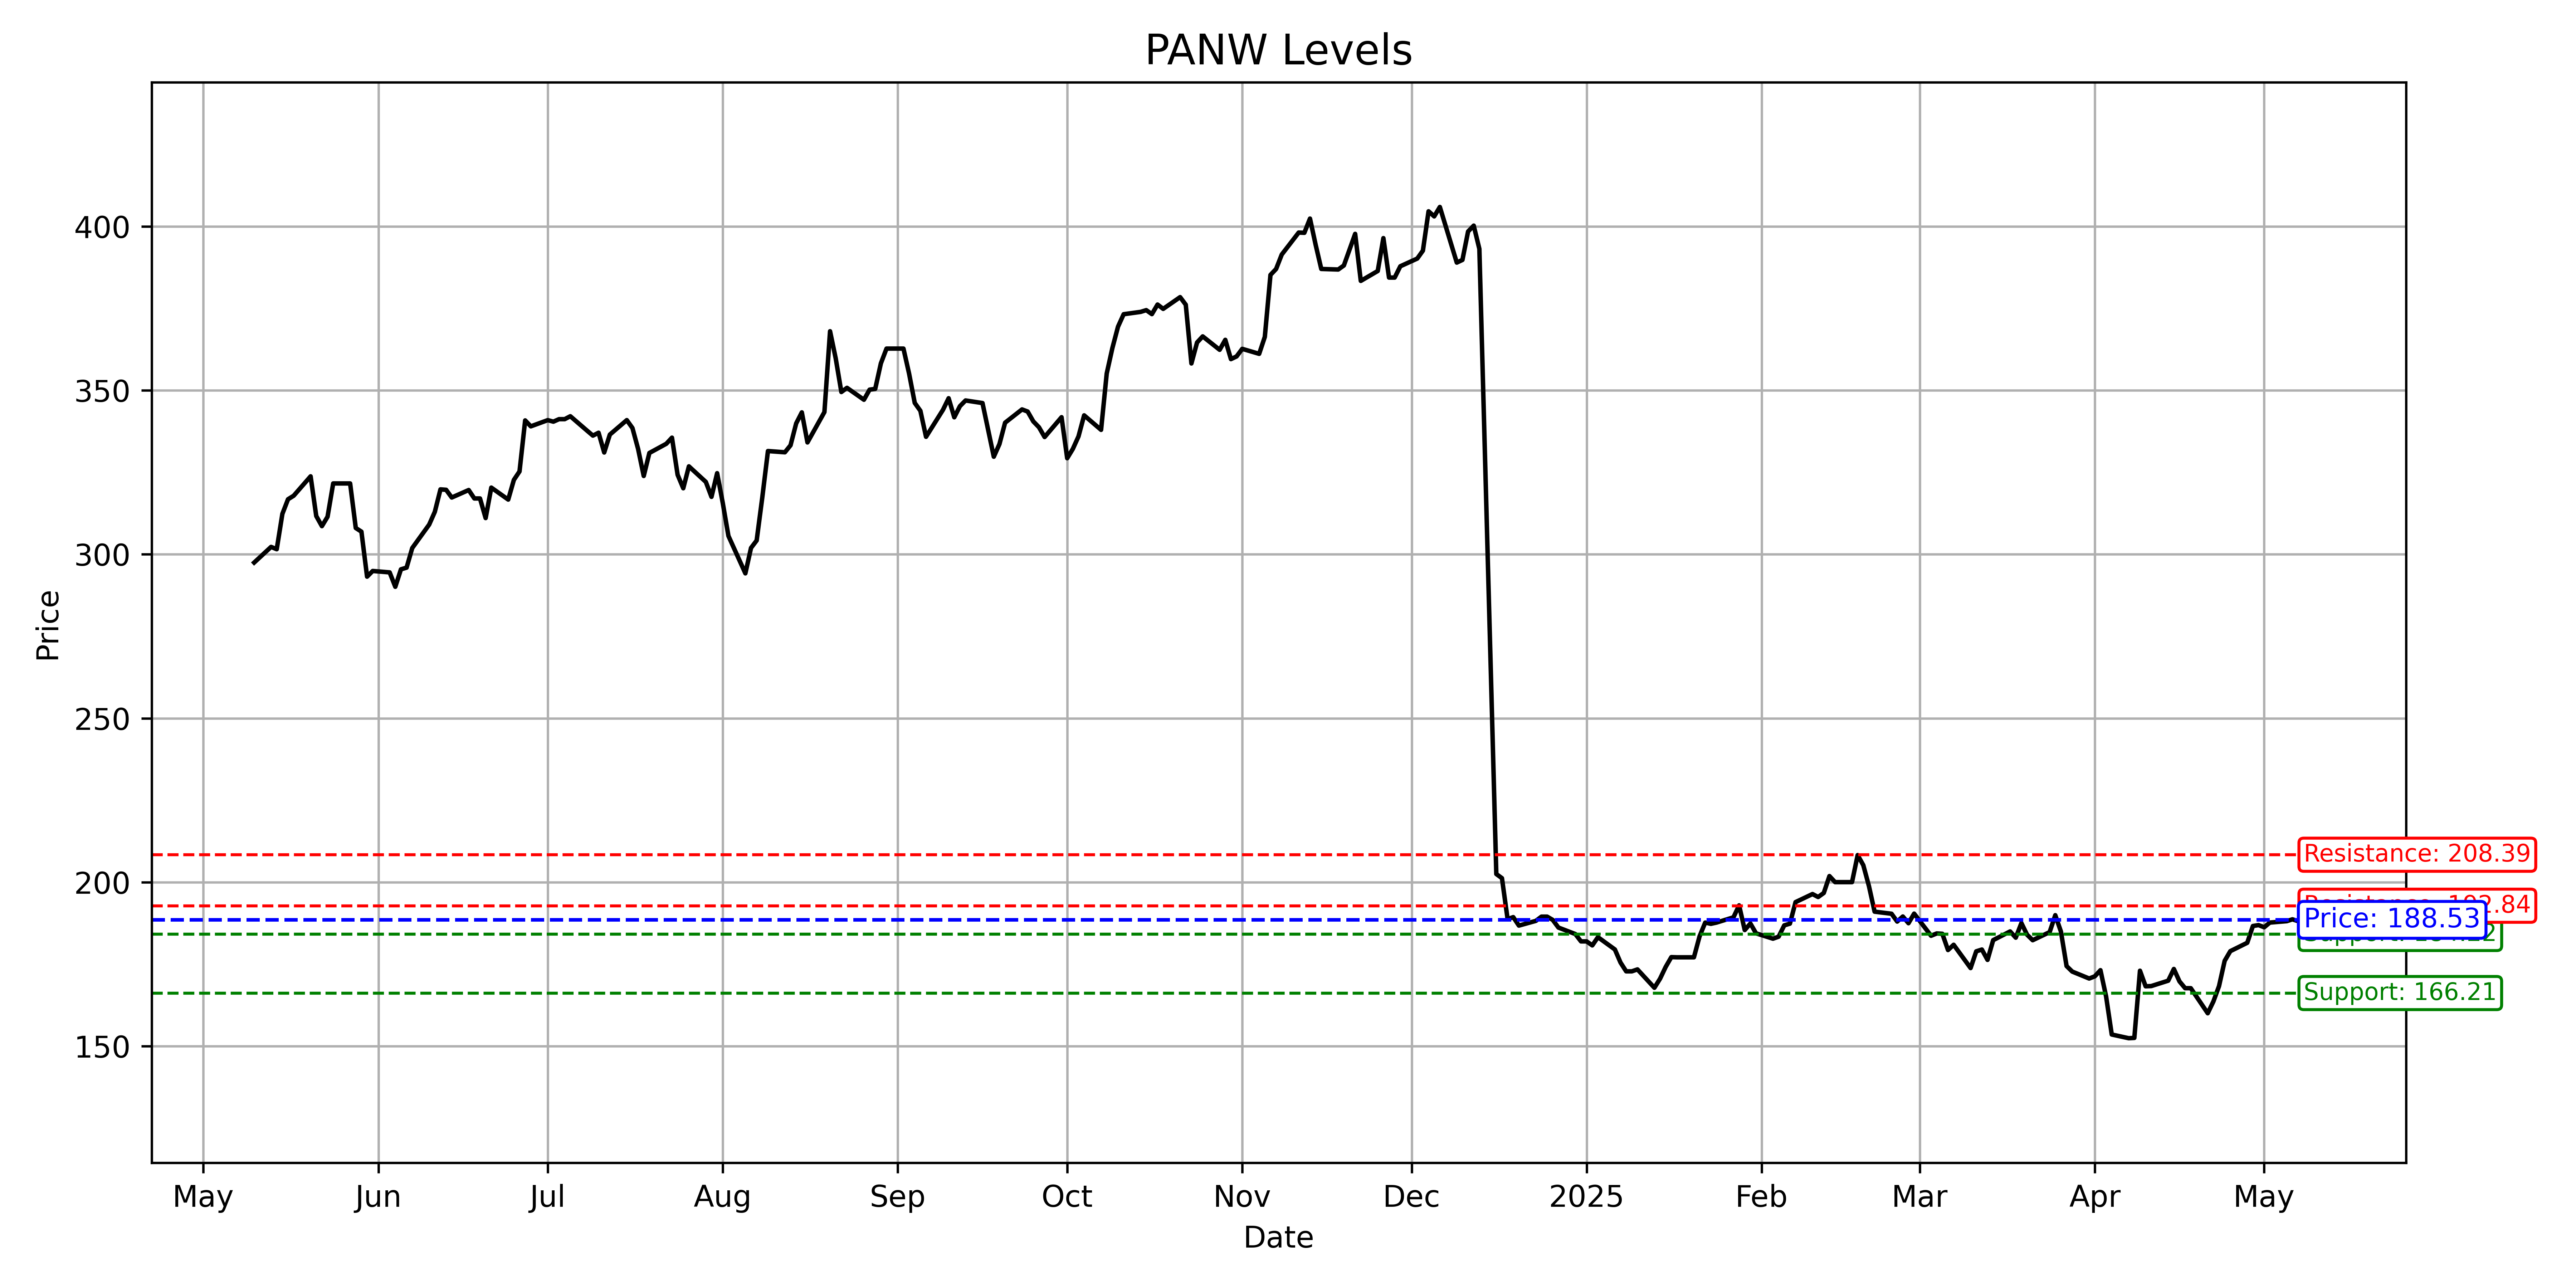 PANW Levels
400
350
300
250
200
150
Price
Resistance: 208.39
.84
Price: 188.53
Support: 166.21
May
Jun
Jul
Aug
Sep
Oct
Nov
Dec
2025
Feb
Mar
Apr
May
Date